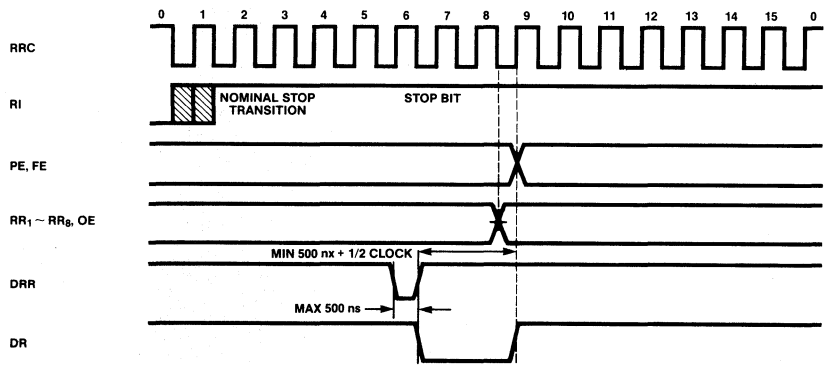 0 1 2 3 4 5 6 7 8 9 10 11 12 13 14 15 0
RRC
RI
NOMINAL STOP
TRANSITION
STOP BIT
PE, FE
RR1 ~ RR8, OE
MIN 500 nx + 1/2 CLOCK
DRR
MAX 500 ns
DR